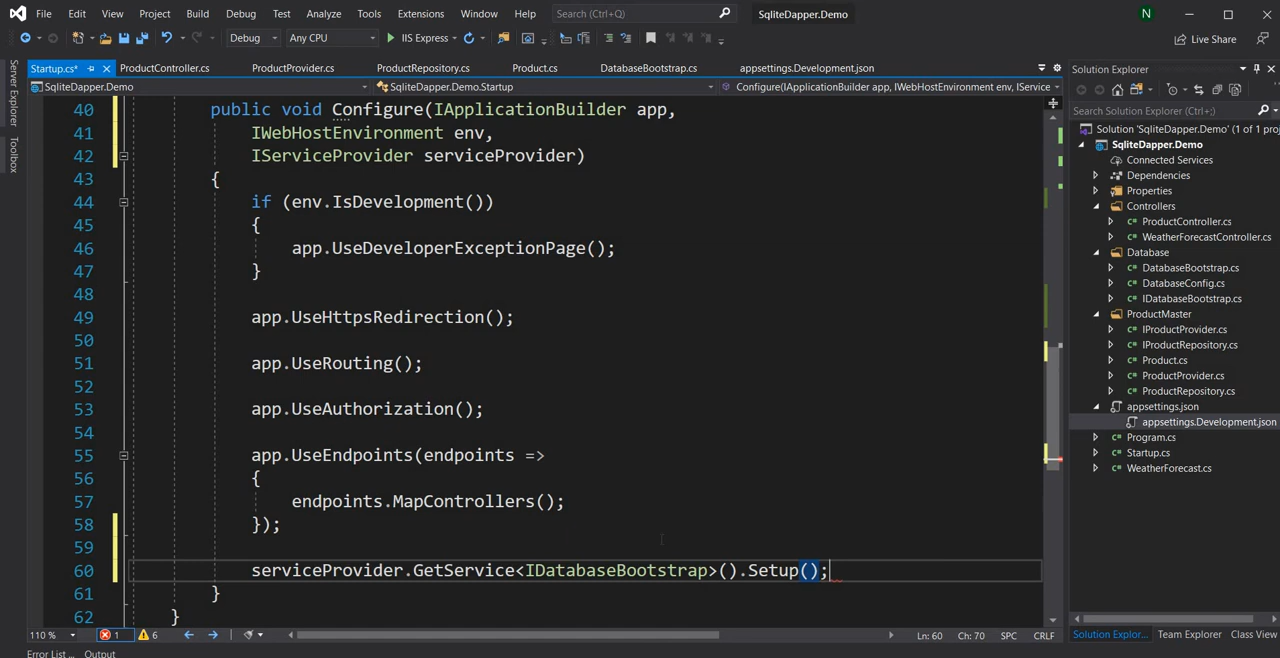 File Edit View Project Build Debug Test Analyze Tools Extensions Window Help Search (Ctrl+Q) SqliteDapper.Demo N
Debug Any CPU IIS Express Live Share
Startup.cs* ProductController.cs ProductProvider.cs ProductRepository.cs Product.cs DatabaseBootstrap.cs appsettings.Development.json
SqliteDapper.Demo SqliteDapper.Demo.Startup Configure(IApplicationBuilder app, IWebHostEnvironment env, IService
Server Explorer
Toolbox
40 public void Configure(IApplicationBuilder app,
41 IWebHostEnvironment env,
42 IServiceProvider serviceProvider)
43 {
44 if (env.IsDevelopment())
45 {
46 app.UseDeveloperExceptionPage();
47 }
48
49 app.UseHttpsRedirection();
50
51 app.UseRouting();
52
53 app.UseAuthorization();
54
55 app.UseEndpoints(endpoints =>
56 {
57 endpoints.MapControllers();
58 });
59
60 serviceProvider.GetService<IDatabaseBootstrap>().Setup();
61 }
62 }
110 % 1 6 Ln: 60 Ch: 70 SPC CRLF
Error List ... Output
Solution Explorer
Search Solution Explorer (Ctrl+;)
Solution 'SqliteDapper.Demo' (1 of 1 proj
SqliteDapper.Demo
Connected Services
Dependencies
Properties
Controllers
C# ProductController.cs
C# WeatherForecastController.cs
Database
C# DatabaseBootstrap.cs
C# DatabaseConfig.cs
C# IDatabaseBootstrap.cs
ProductMaster
C# IProductProvider.cs
C# IProductRepository.cs
C# Product.cs
C# ProductProvider.cs
C# ProductRepository.cs
appsettings.json
appsettings.Development.json
C# Program.cs
C# Startup.cs
C# WeatherForecast.cs
Solution Explor... Team Explorer Class View